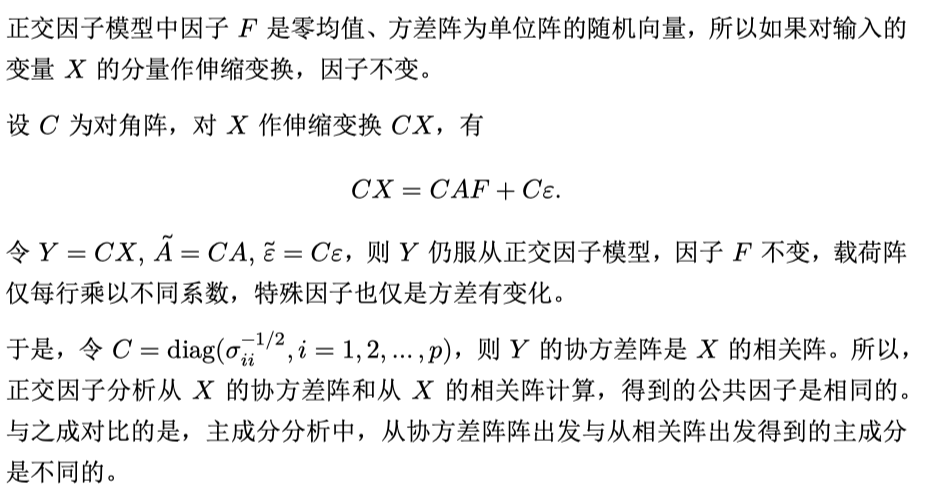 正交因子模型中因子 F 是零均值、方差阵为单位阵的随机向量，所以如果对输入的
变量 X 的分量作伸缩变换，因子不变。
设 C 为对角阵，对 X 作伸缩变换 CX，有
CX = CAF + Cε.
令 Y = CX, Ã = CA, ε̃ = Cε，则 Y 仍服从正交因子模型，因子 F 不变，载荷阵
仅每行乘以不同系数，特殊因子也仅是方差有变化。
于是，令 C = diag(σ_{ii}^{-1/2}, i = 1, 2, ..., p)，则 Y 的协方差阵是 X 的相关阵。所以，
正交因子分析从 X 的协方差阵和从 X 的相关阵计算，得到的公共因子是相同的。
与之成对比的是，主成分分析中，从协方差阵阵出发与从相关阵出发得到的主成分
是不同的。